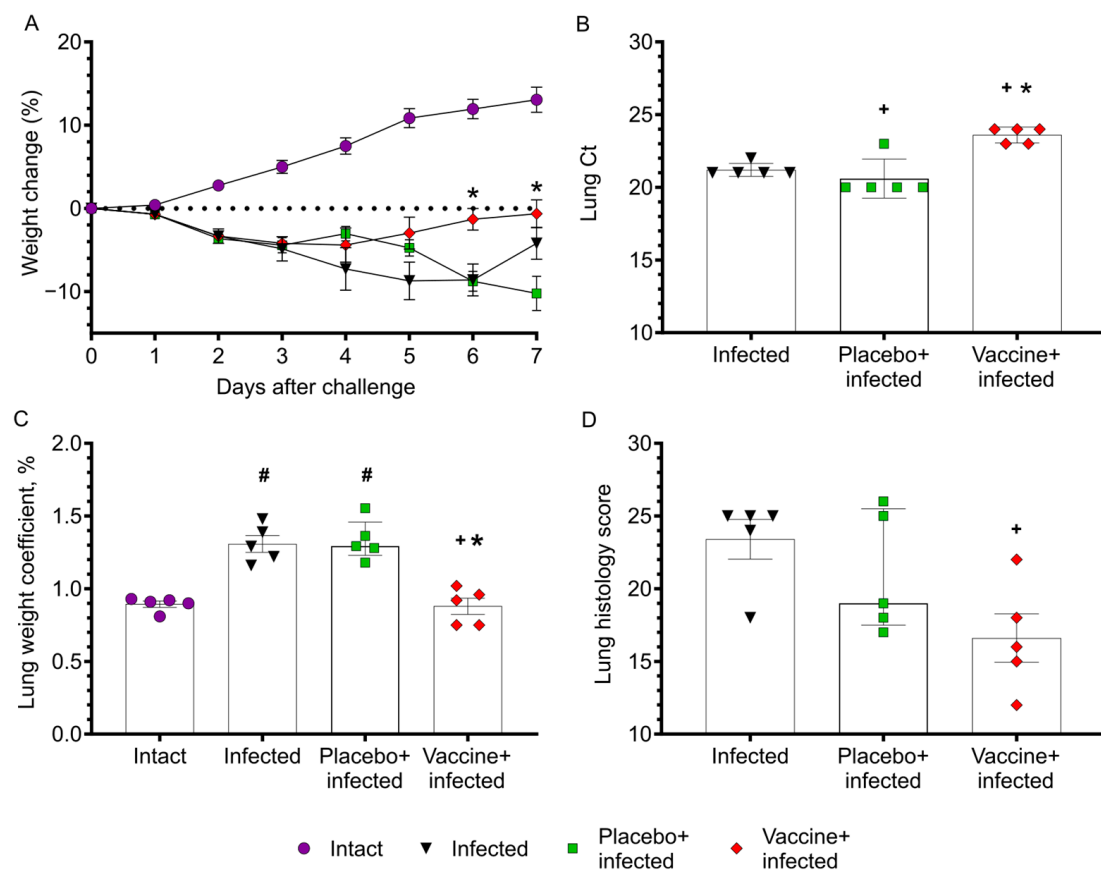 A
Weight change (%)
20
10
0
−10
0 1 2 3 4 5 6 7
* *
Days after challenge
B
Lung Ct
30
25
20
15
10
+
+ *
Infected Placebo+ Vaccine+
infected infected
C
Lung weight coefficient, %
2.0
1.5
1.0
0.5
0.0
# #
+ *
Intact Infected Placebo+ Vaccine+
infected infected
D
Lung histology score
30
25
20
15
10
+
Infected Placebo+ Vaccine+
infected infected
Intact Infected Placebo+ Vaccine+
infected infected